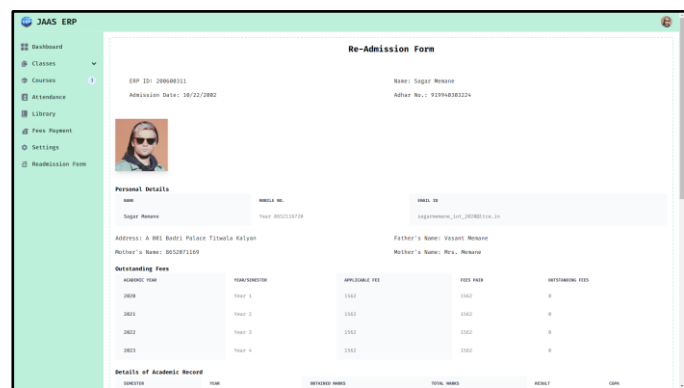 JAAS ERP
Dashboard
Classes
Courses
Attendance
Library
Fees Payment
Settings
Readmission Form
Re-Admission Form
ERP ID: 200600311
Name: Sagar Memane
Admission Date: 10/22/2002
Adhar No.: 919940303224
Personal Details
NAME MOBILE NO. EMAIL ID
Sagar Memane Year
Address: A 001 Badri Palace Titwala Kalyan
Father's Name: Vasant Memane
Mother's Name: 8652071169
Mother's Name: Mrs. Memane
Outstanding Fees
ACADEMIC YEAR YEAR/SEMESTER APPLICABLE FEE FEES PAID OUTSTANDING FEES
2020 Year 1 1562 1562 0
2021 Year 2 1562 1562 0
2022 Year 3 1562 1562 0
2023 Year 4 1562 1562 0
Details of Academic Record
SEMESTER YEAR OBTAINED MARKS TOTAL MARKS RESULT CGPA